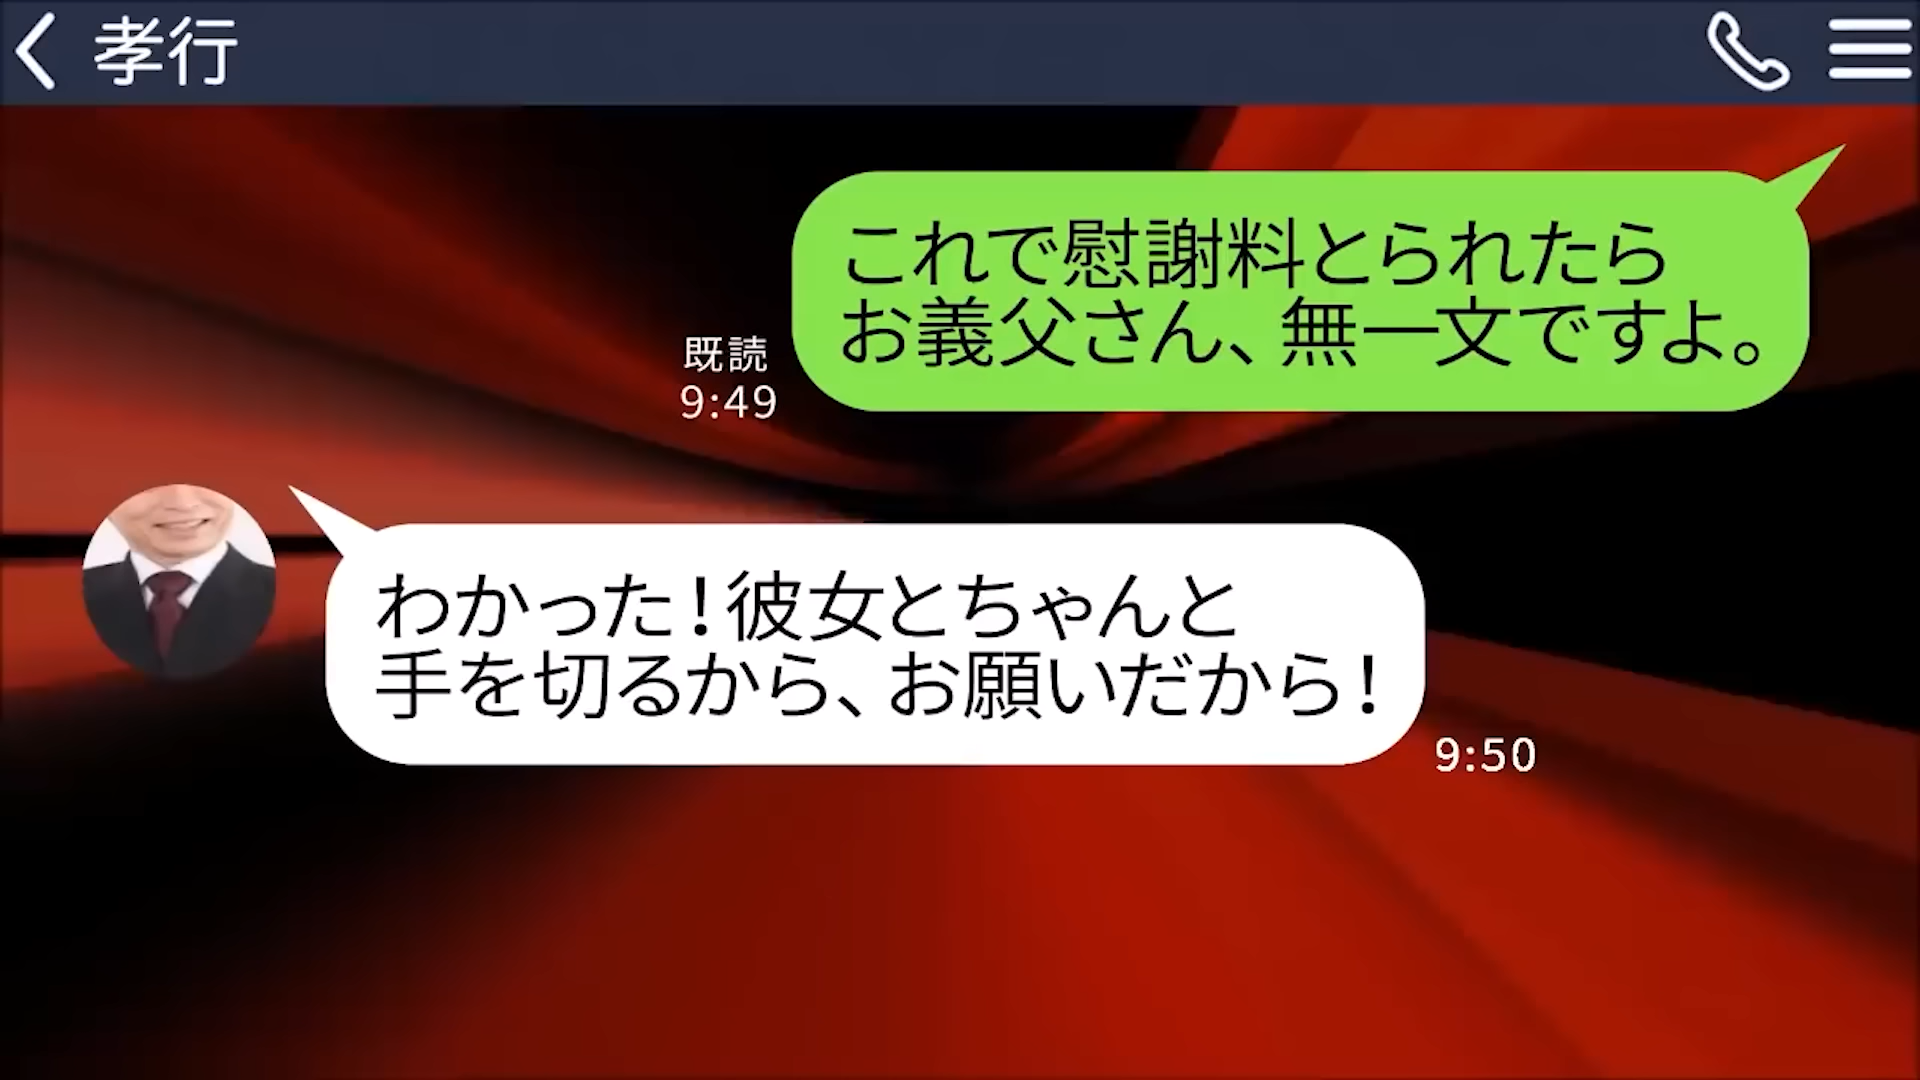 孝行
これで慰謝料とられたら
お義父さん、無一文ですよ。
既読
9:49
わかった！彼女とちゃんと
手を切るから、お願いだから！
9:50